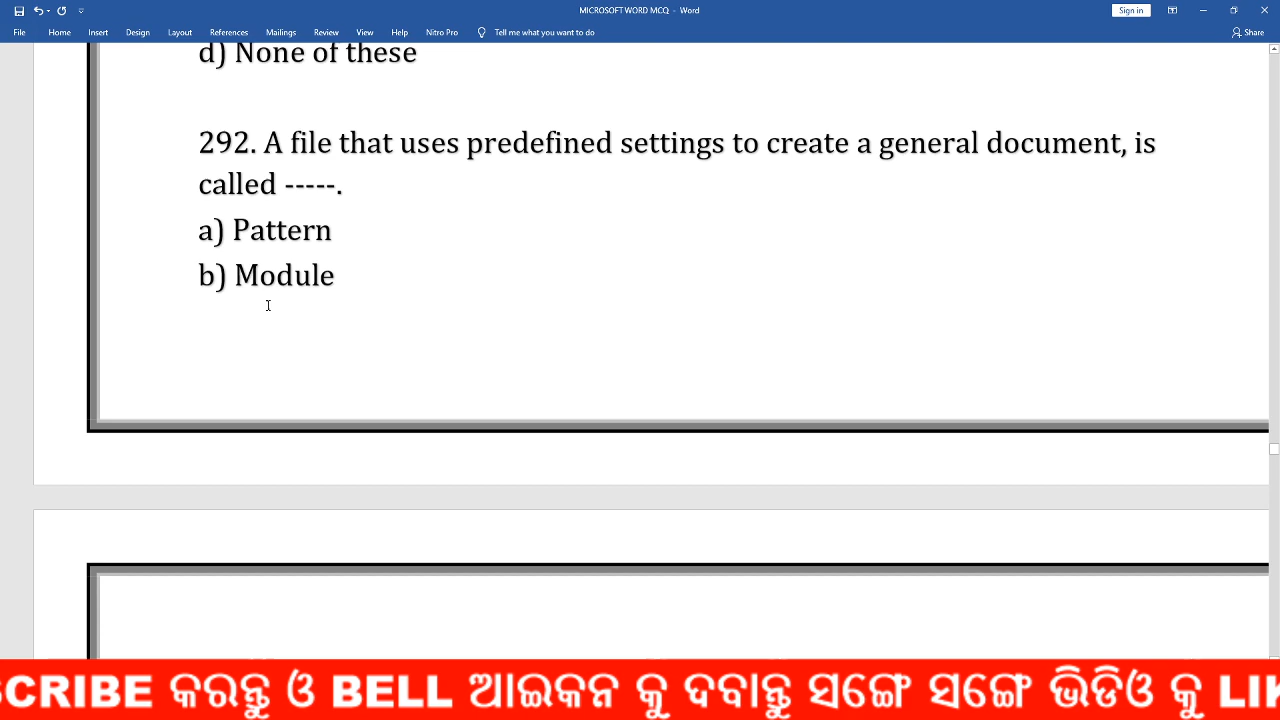 MICROSOFT WORD MCQ - Word
Sign in
File Home Insert Design Layout References Mailings Review View Help Nitro Pro Tell me what you want to do Share
d) None of these
292. A file that uses predefined settings to create a general document, is
called -----.
a) Pattern
b) Module
SCRIBE କରନ୍ତୁ ଓ BELL ଆଇକନ କୁ ଦବାନ୍ତୁ ସଙ୍ଗେ ସଙ୍ଗେ ଭିଡିଓ କୁ LIK